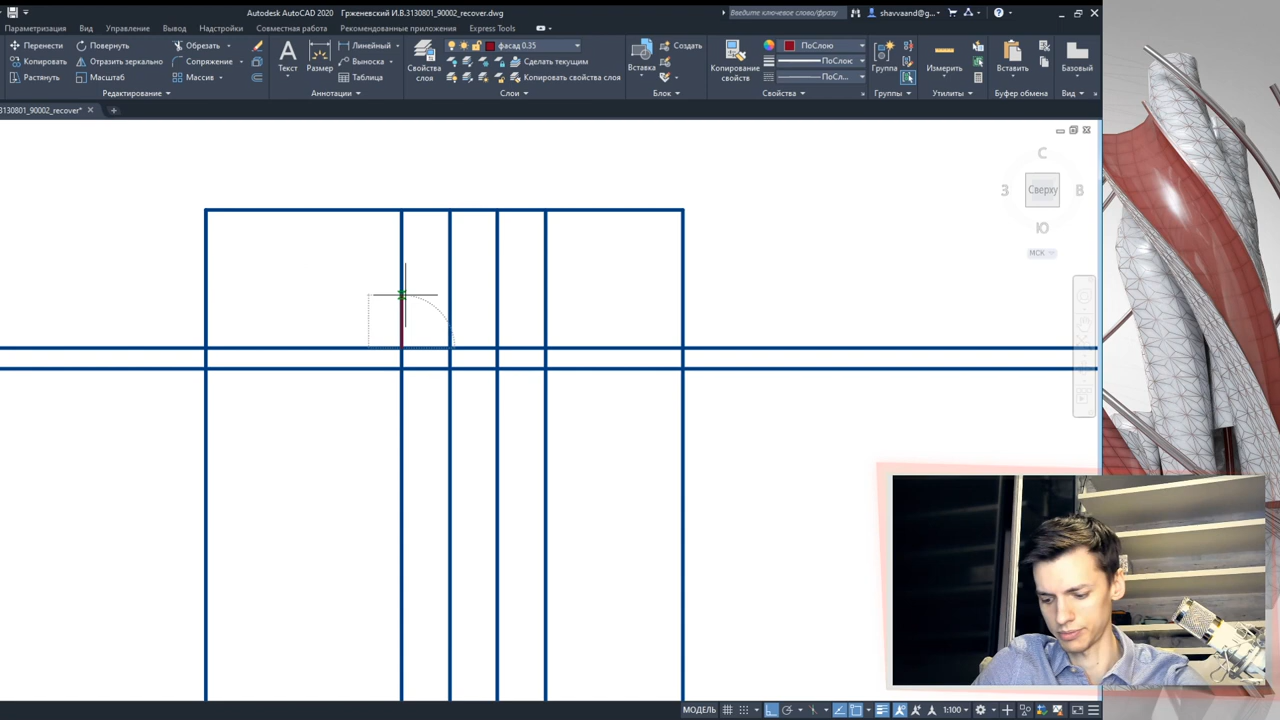 Autodesk AutoCAD 2020 Грженевский И.В.3130801_90002_recover.dwg
Введите ключевое слово/фразу
shavvaand@g...
Параметризация Вид Управление Вывод Надстройки Совместная работа Рекомендованные приложения Express Tools
Перенести Повернуть Обрезать
Копировать Отразить зеркально Сопряжение
Растянуть Масштаб Массив
Редактирование
Текст
Размер
Линейный
Выноска
Таблица
Аннотации
Свойства
слоя
фасад 0.35
Сделать текущим
Копировать свойства слоя
Слои
Вставка
Создать
Блок
Копирование
свойств
ПоСлою
ПоСлою
ПоСл...
Свойства
Группа
Группы
Измерить
Утилиты
Вставить
Буфер обмена
Базовый
Вид
3130801_90002_recover*
С
З Сверху В
Ю
МСК
МОДЕЛЬ 1:100